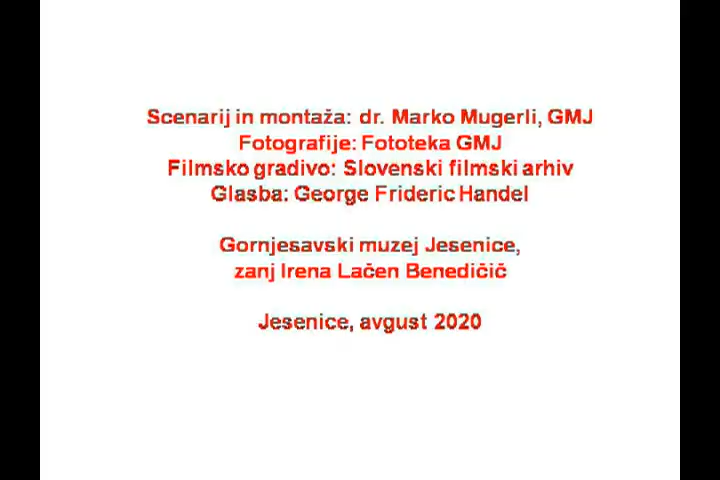 Scenarij in montaža: dr. Marko Mugerli, GMJ
Fotografije: Fototeka GMJ
Filmsko gradivo: Slovenski filmski arhiv
Glasba: George Frideric Handel
Gornjesavski muzej Jesenice,
zanj Irena Lačen Benedičič
Jesenice, avgust 2020